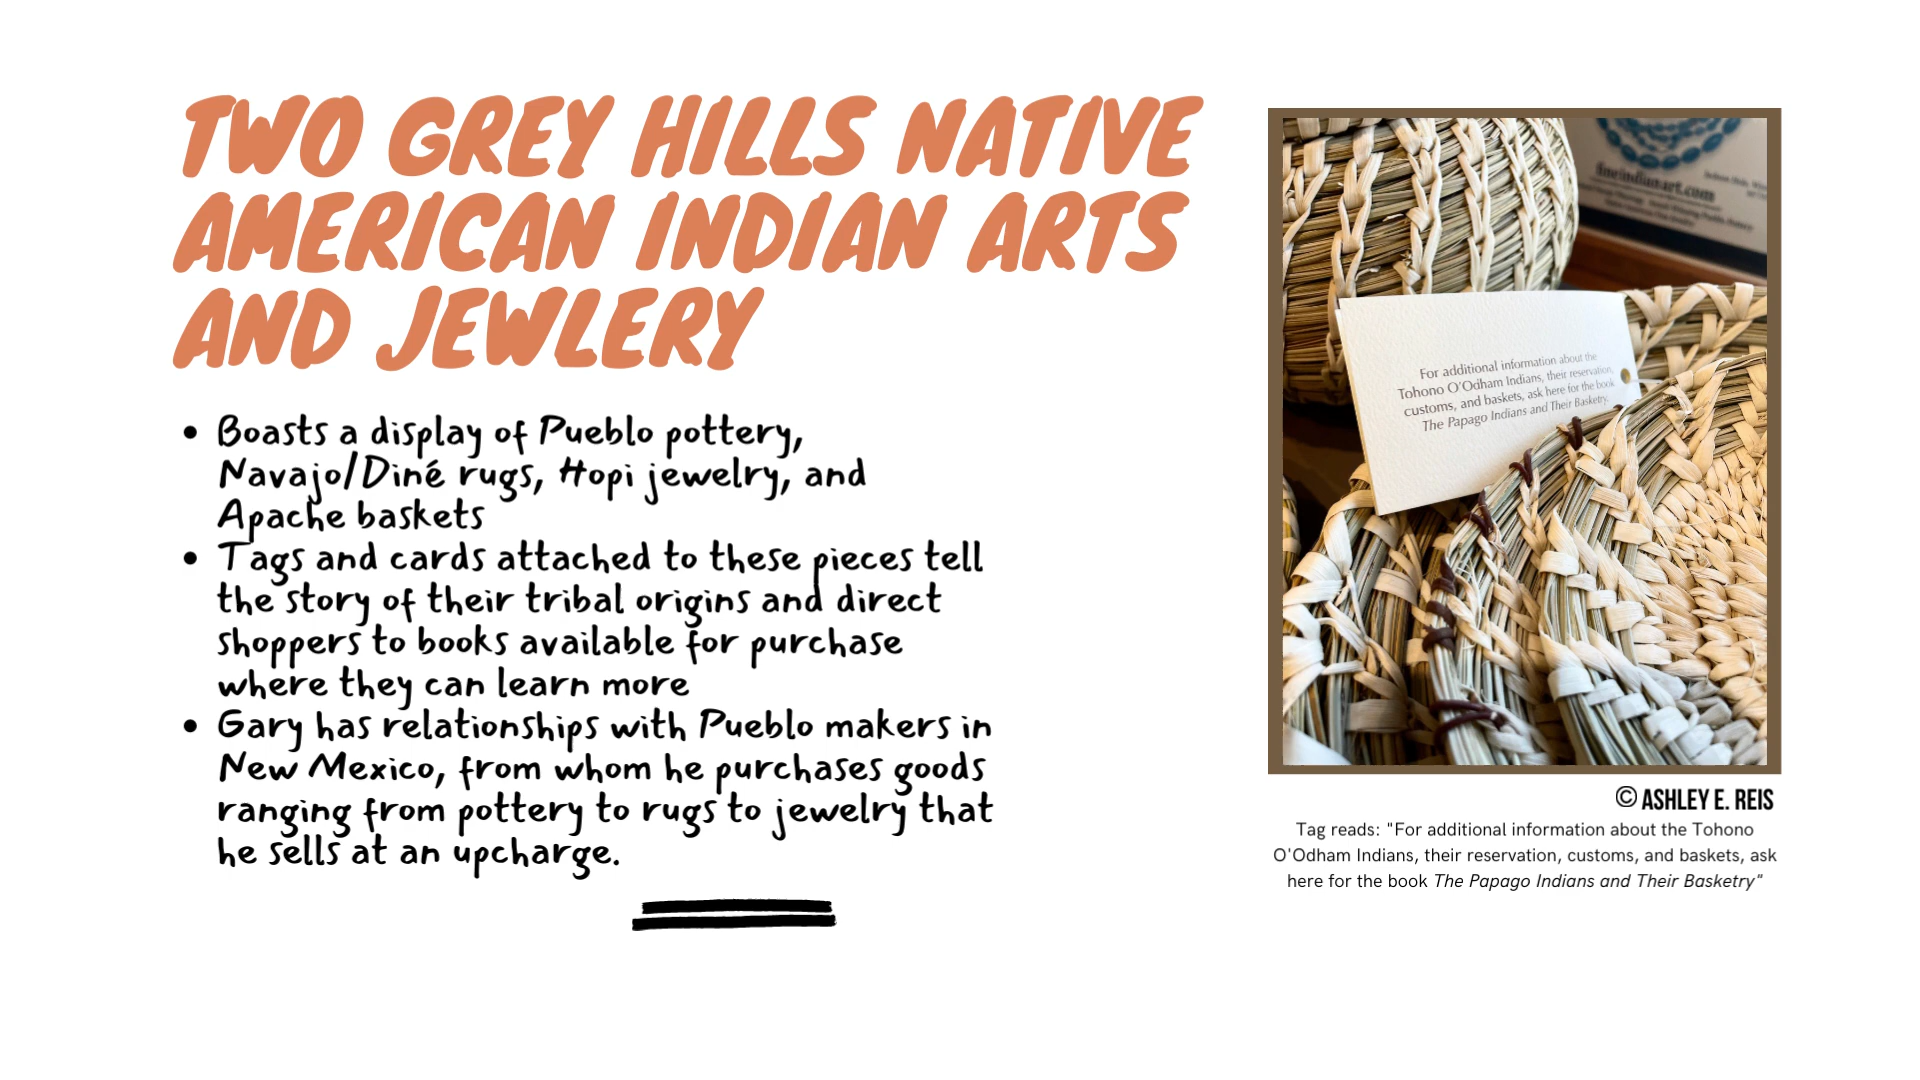 TWO GREY HILLS NATIVE
AMERICAN INDIAN ARTS
AND JEWLERY
• Boasts a display of Pueblo pottery,
Navajo/Diné rugs, Hopi jewelry, and
Apache baskets
• Tags and cards attached to these pieces tell
the story of their tribal origins and direct
shoppers to books available for purchase
where they can learn more
• Gary has relationships with Pueblo makers in
New Mexico, from whom he purchases goods
ranging from pottery to rugs to jewelry that
he sells at an upcharge.
fineindianart.com
For additional information about the
Tohono O'Odham Indians, their reservation,
customs, and baskets, ask here for the book
The Papago Indians and Their Basketry.
© ASHLEY E. REIS
Tag reads: "For additional information about the Tohono
O'Odham Indians, their reservation, customs, and baskets, ask
here for the book The Papago Indians and Their Basketry"